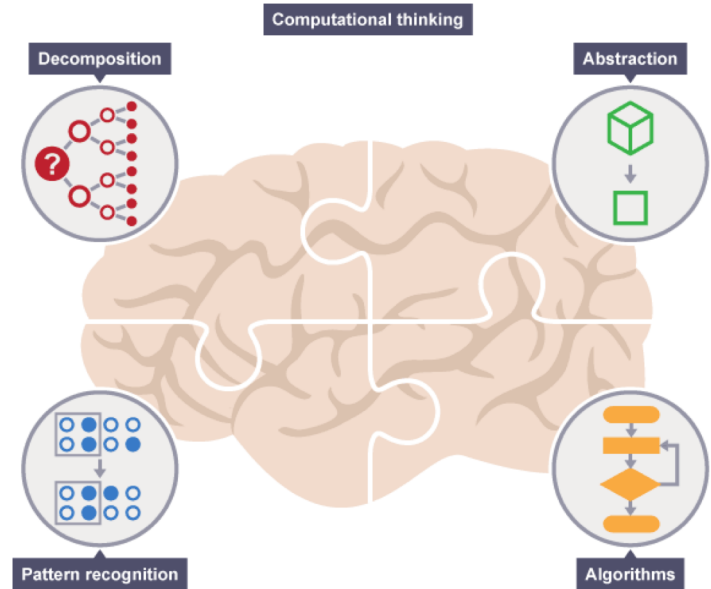 Computational thinking
Decomposition
Abstraction
?
Pattern recognition
Algorithms